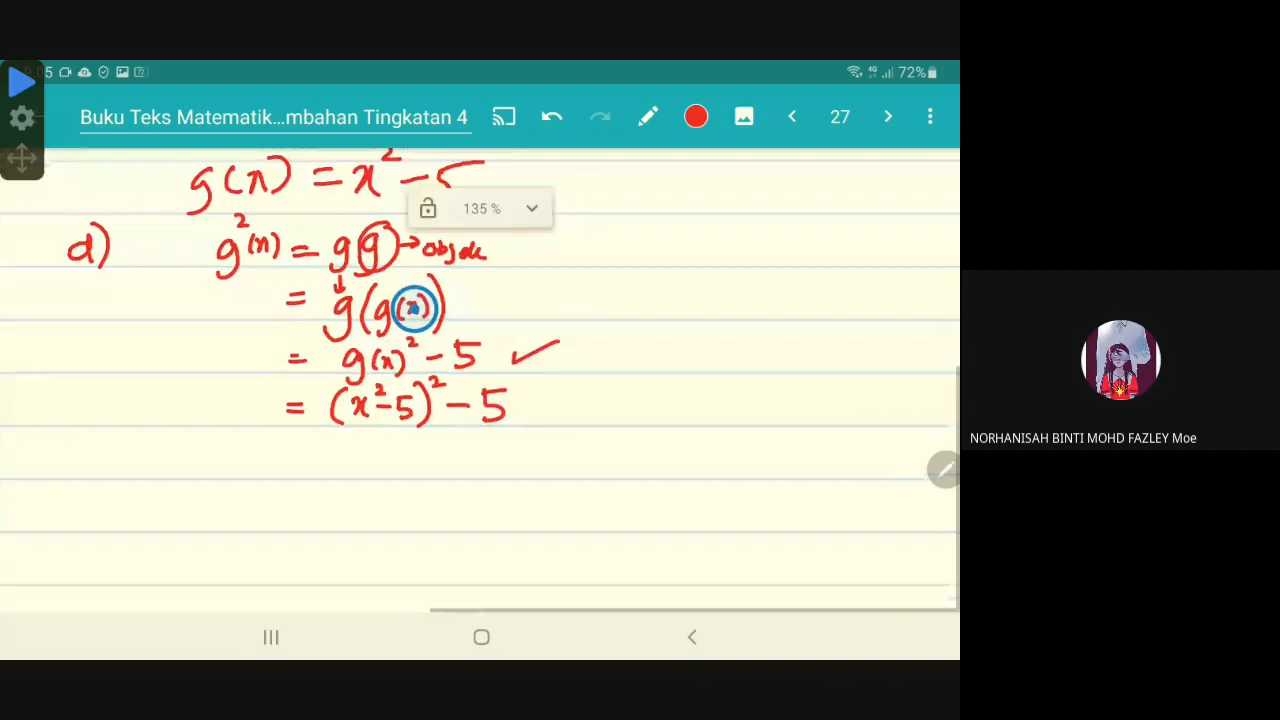 72%
Buku Teks Matematik...mbahan Tingkatan 4
27
g(x) = x² - 5
135 %
d) g²(x) = gg → objek
= g(g(x))
= g(x)² - 5 ✓
= (x² - 5)² - 5
NORHANISAH BINTI MOHD FAZLEY Moe